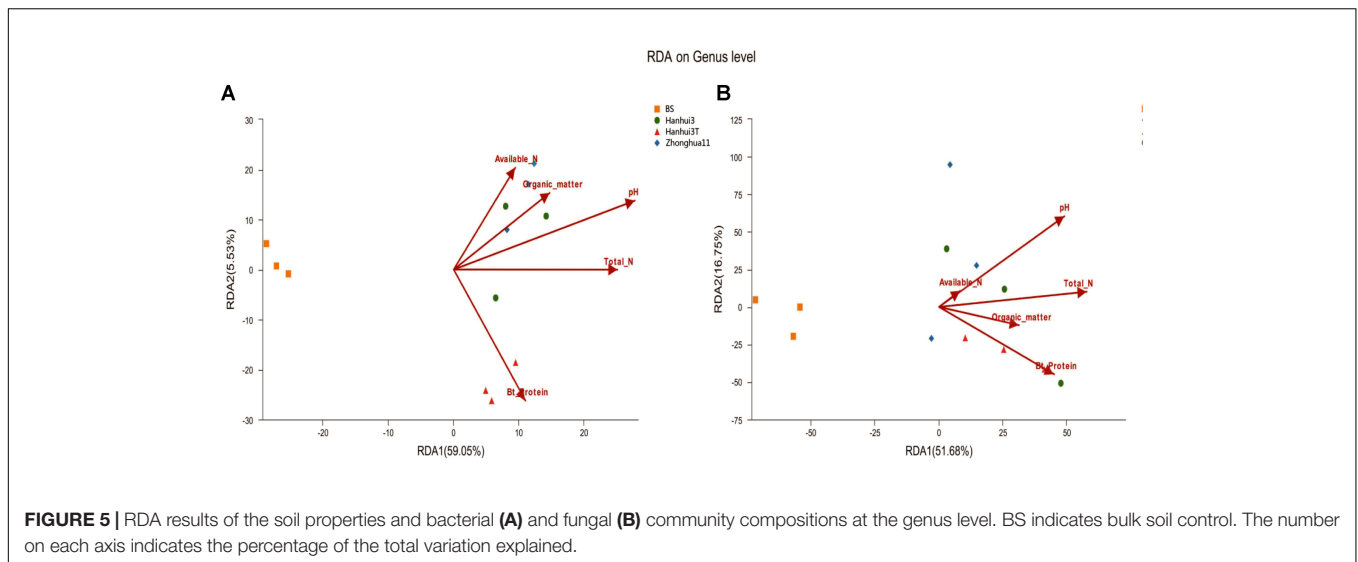 RDA on Genus level
A
BS
Hanhui3
Hanhui3T
Zhonghua11
30
20
10
0
-10
-20
-30
-20
-10
0
10
20
RDA2(5.53%)
RDA1(59.05%)
Available_N
Organic_matter
pH
Total_N
Bt_Protein
B
125
100
75
50
25
0
-25
-50
-75
-50
-25
0
25
50
RDA2(16.75%)
RDA1(51.68%)
pH
Available_N
Total_N
Organic_matter
Bt_Protein
FIGURE 5 | RDA results of the soil properties and bacterial (A) and fungal (B) community compositions at the genus level. BS indicates bulk soil control. The number
on each axis indicates the percentage of the total variation explained.